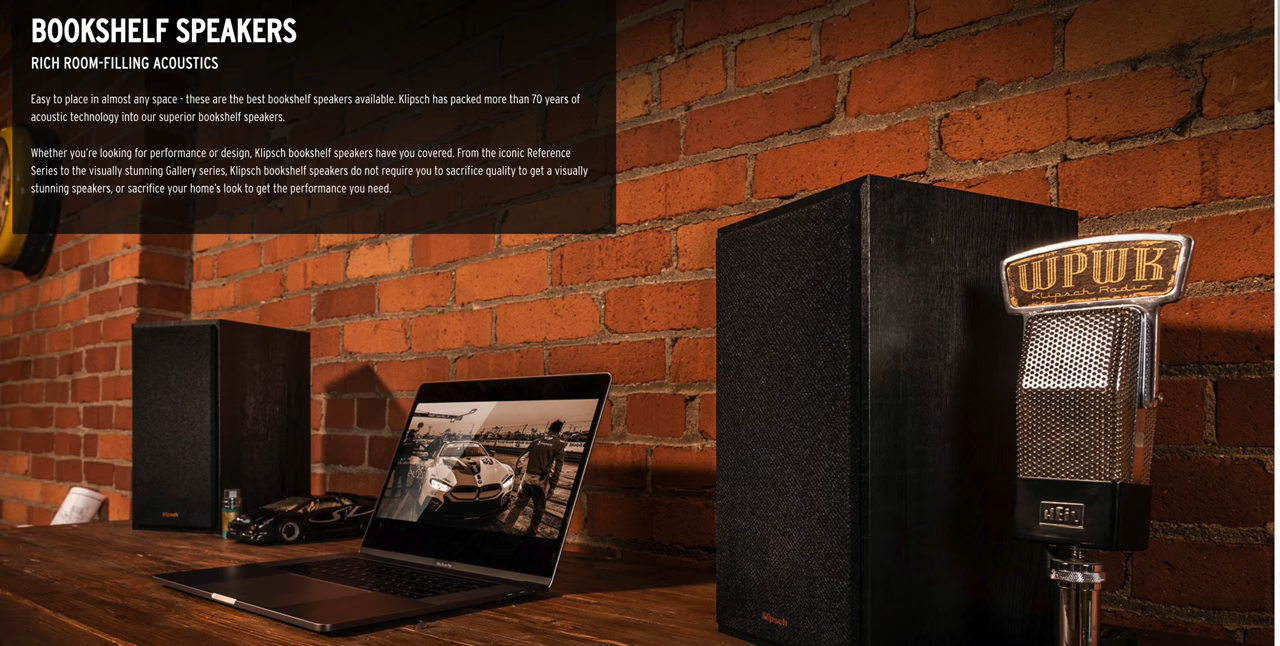 BOOKSHELF SPEAKERS
RICH ROOM-FILLING ACOUSTICS
Easy to place in almost any space - these are the best bookshelf speakers available. Klipsch has packed more than 70 years of
acoustic technology into our superior bookshelf speakers.
Whether you're looking for performance or design, Klipsch bookshelf speakers have you covered. From the iconic Reference
Series to the visually stunning Gallery series, Klipsch bookshelf speakers do not require you to sacrifice quality to get a visually
stunning speakers, or sacrifice your home's look to get the performance you need.
WPWK
Klipsch Radio
HEiL
Klipsch
Klipsch